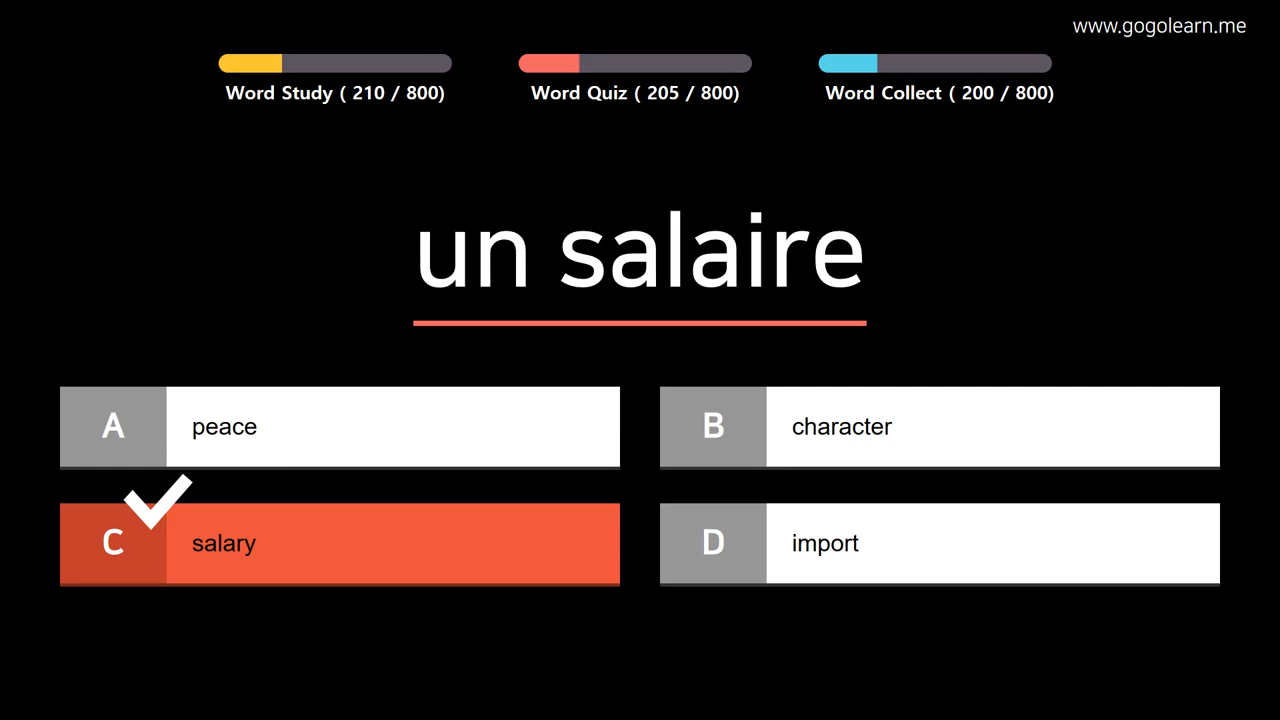 www.gogolearn.me
Word Study ( 210 / 800)
Word Quiz ( 205 / 800)
Word Collect ( 200 / 800)
un salaire
A peace
B character
C salary
D import